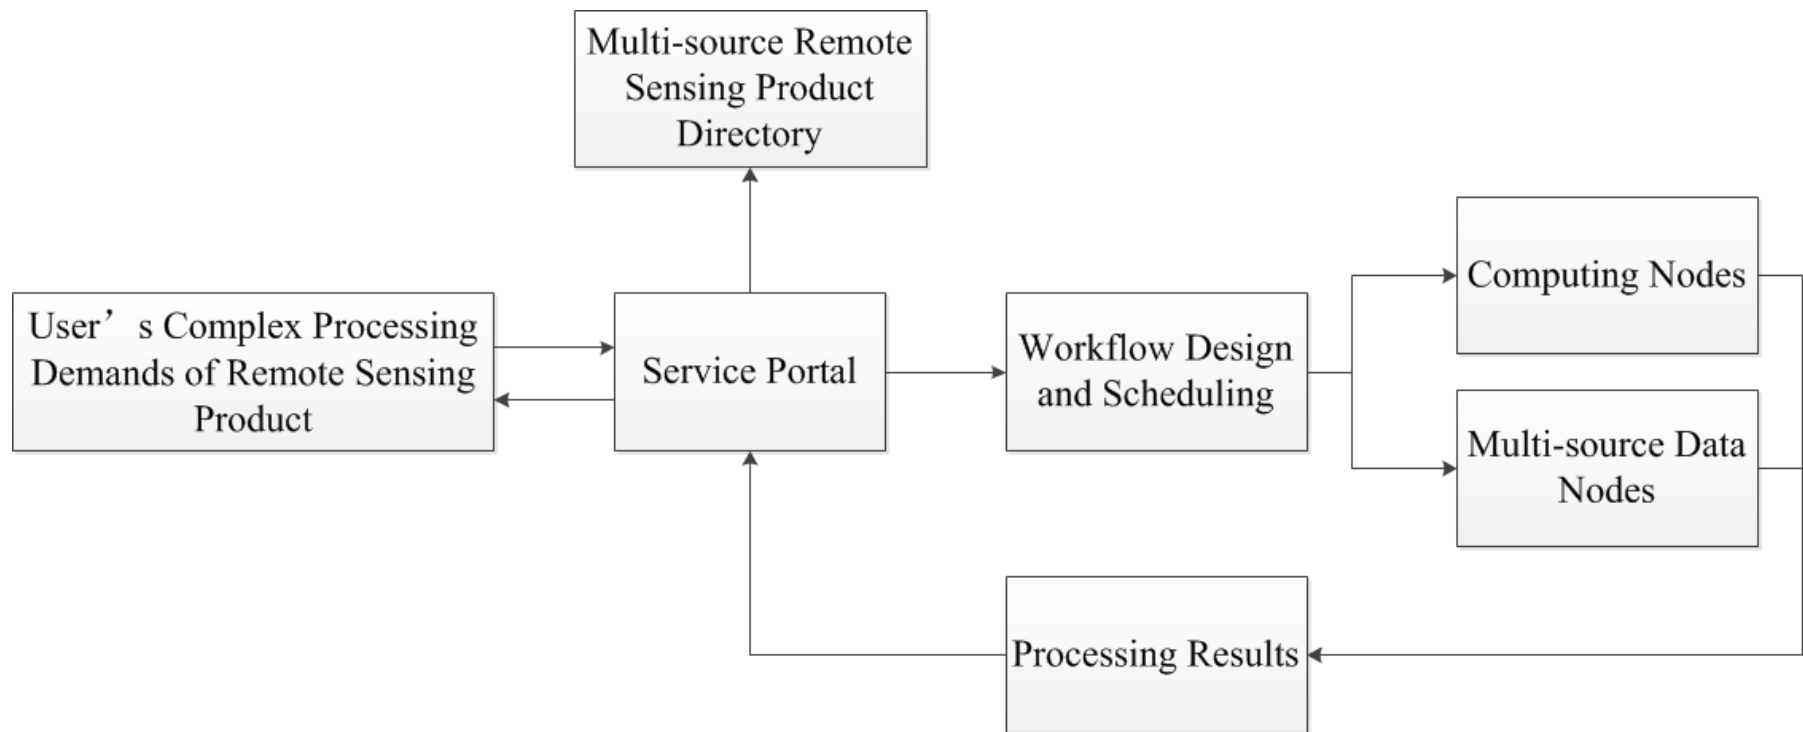 Multi-source Remote
Sensing Product
Directory
User’ s Complex Processing
Demands of Remote Sensing
Product
Service Portal
Workflow Design
and Scheduling
Computing Nodes
Multi-source Data
Nodes
Processing Results